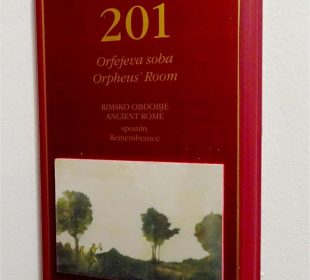 201
Orfejeva soba
Orpheus' Room
RIMSKO OBDOBJE
ANCIENT ROME
spomin
Remembrance